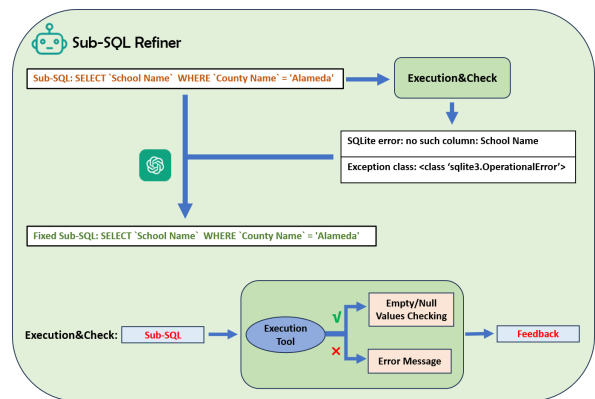 Sub-SQL Refiner
Sub-SQL: SELECT `School Name`  WHERE `County Name` = 'Alameda'
Execution&Check
SQLite error: no such column: School Name
Exception class: <class ‘sqlite3.OperationalError’>
Fixed Sub-SQL: SELECT `School Name`  WHERE `County Name` = 'Alameda'
Execution&Check:
Sub-SQL
Execution
Tool
√
×
Empty/Null
Values Checking
Error Message
Feedback